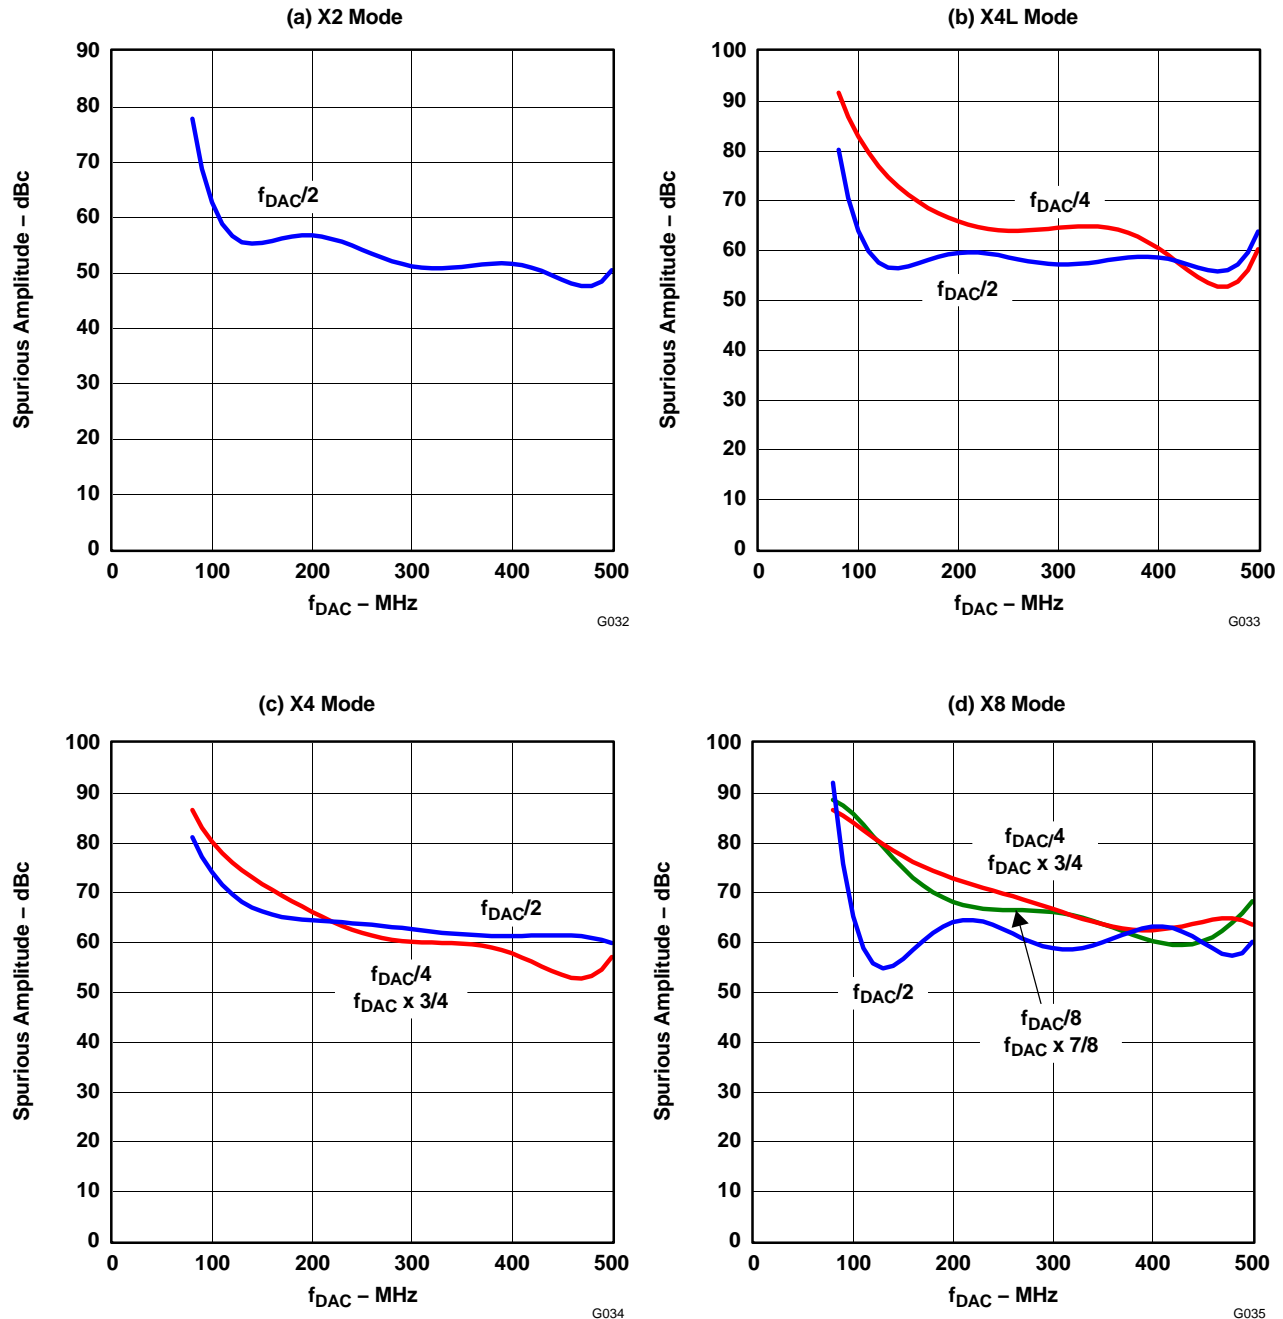 (a) X2 Mode
90
80
70
60
50
40
30
20
10
0
Spurious Amplitude – dBc
fDAC/2
0 100 200 300 400 500
fDAC – MHz
G032
(b) X4L Mode
100
90
80
70
60
50
40
30
20
10
0
Spurious Amplitude – dBc
fDAC/4
fDAC/2
0 100 200 300 400 500
fDAC – MHz
G033
(c) X4 Mode
100
90
80
70
60
50
40
30
20
10
0
Spurious Amplitude – dBc
fDAC/2
fDAC/4
fDAC x 3/4
0 100 200 300 400 500
fDAC – MHz
G034
(d) X8 Mode
100
90
80
70
60
50
40
30
20
10
0
Spurious Amplitude – dBc
fDAC/4
fDAC x 3/4
fDAC/2
fDAC/8
fDAC x 7/8
0 100 200 300 400 500
fDAC – MHz
G035